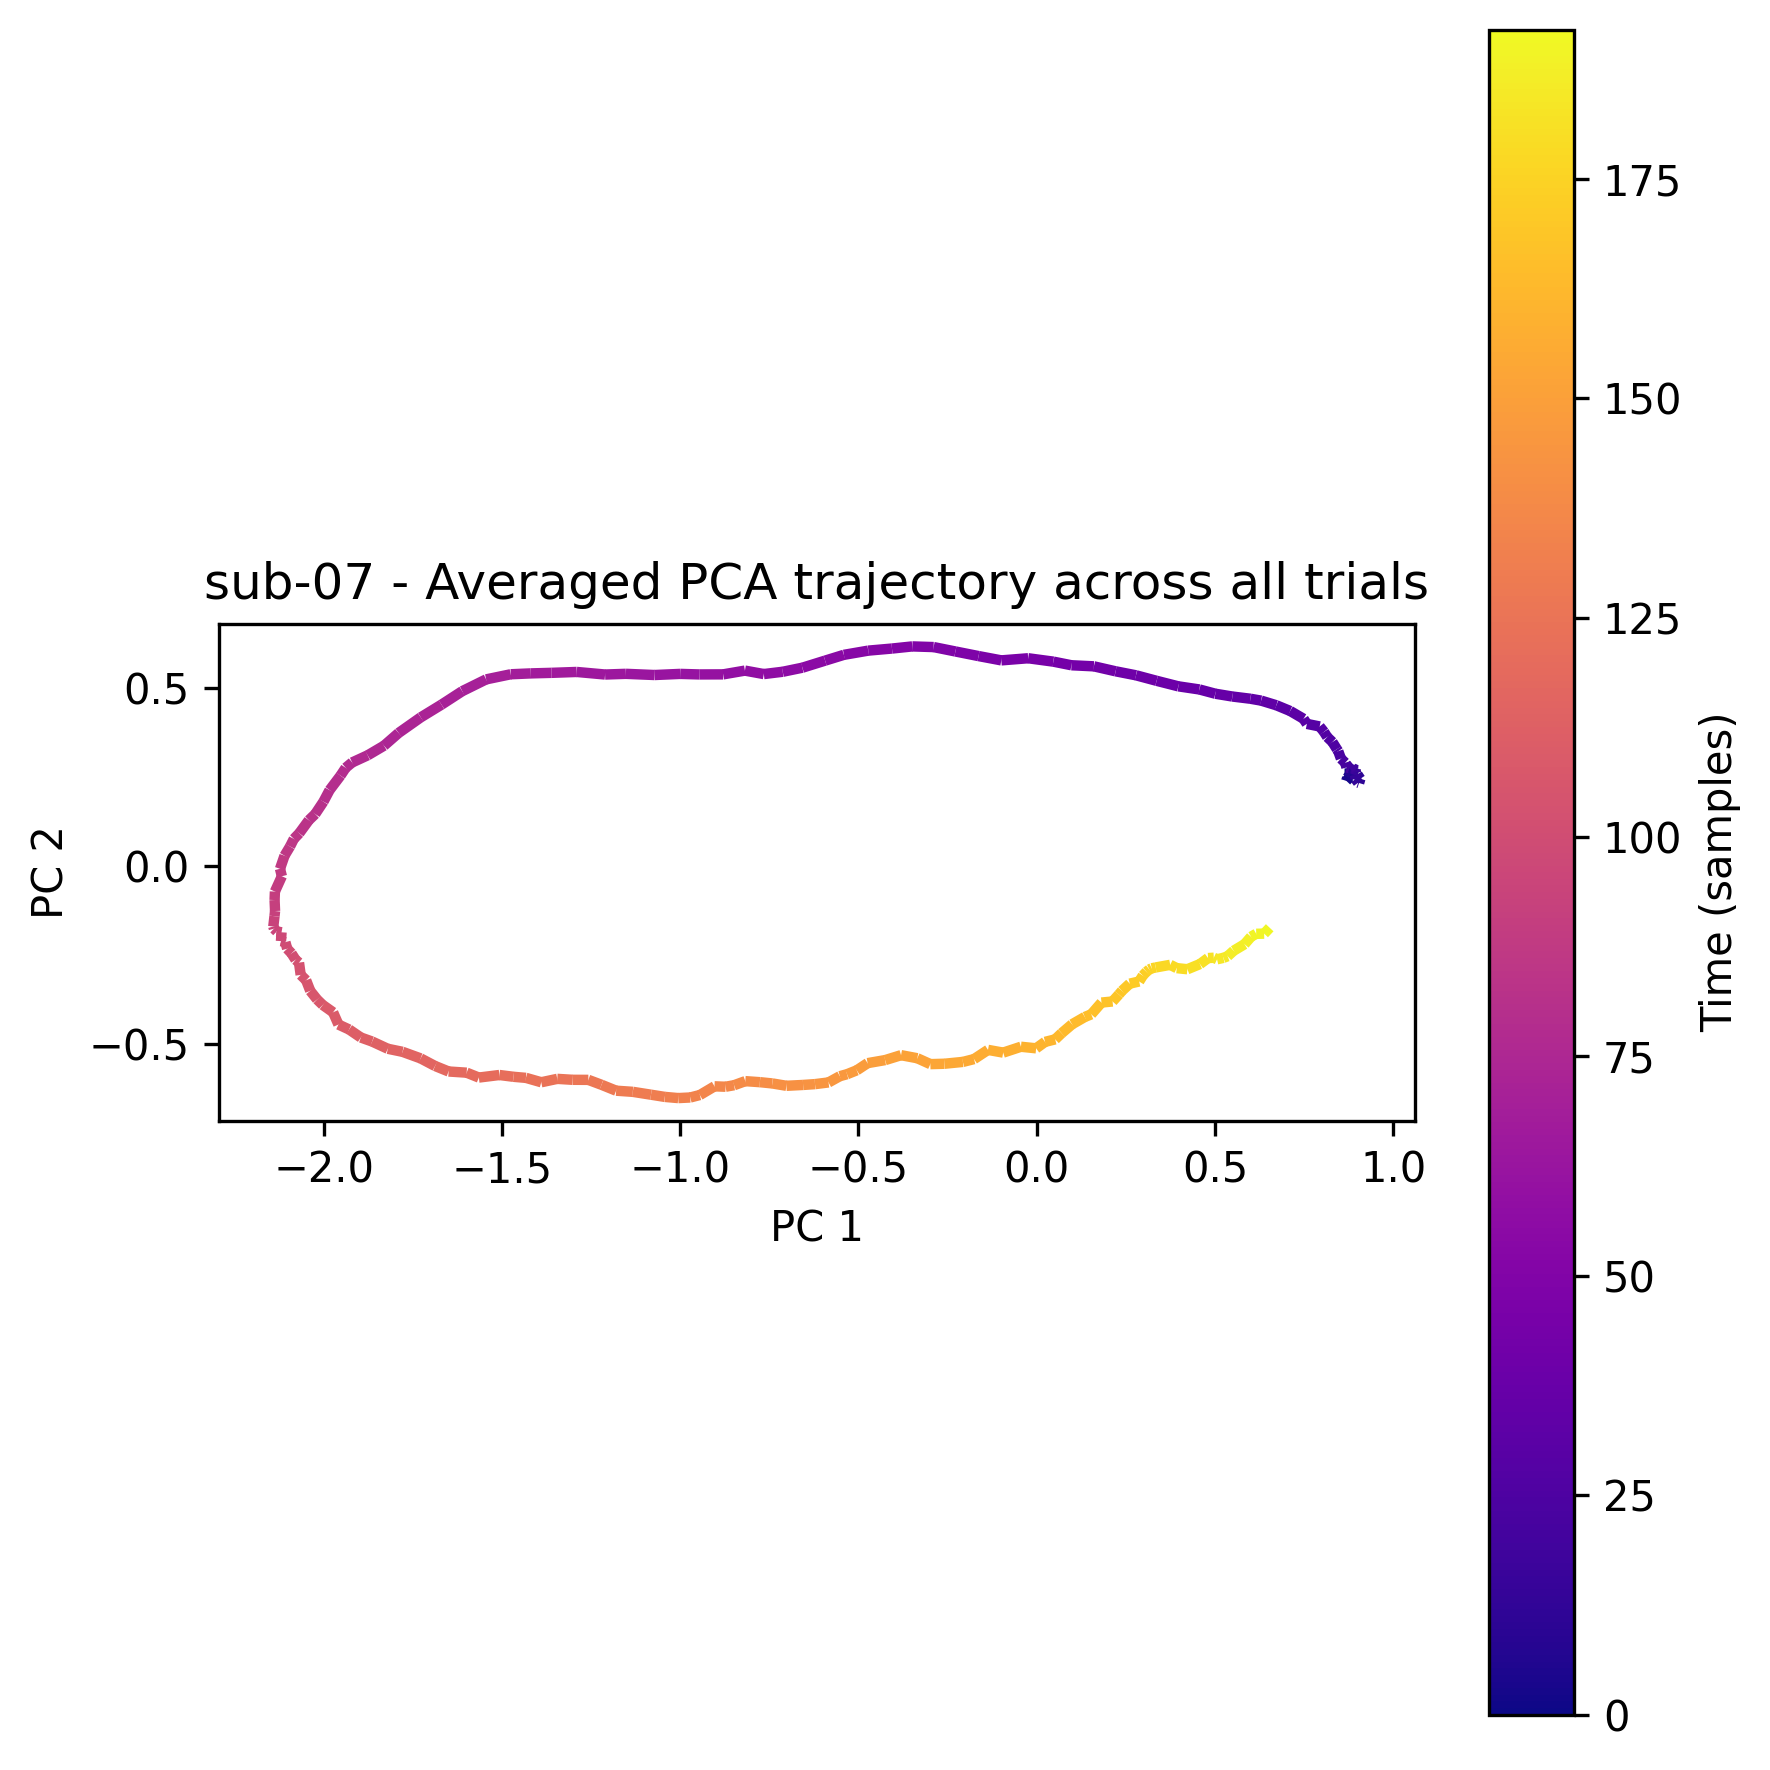 sub-07 - Averaged PCA trajectory across all trials
0.5
0.0
−0.5
PC 2
−2.0 −1.5 −1.0 −0.5 0.0 0.5 1.0
PC 1
175
150
125
100
75
50
25
0
Time (samples)